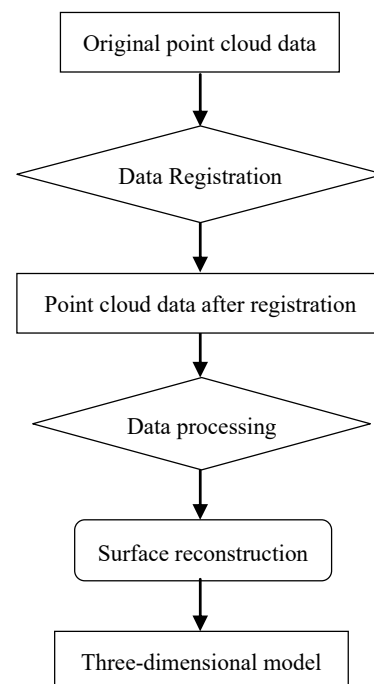 Original point cloud data
Data Registration
Point cloud data after registration
Data processing
Surface reconstruction
Three-dimensional model